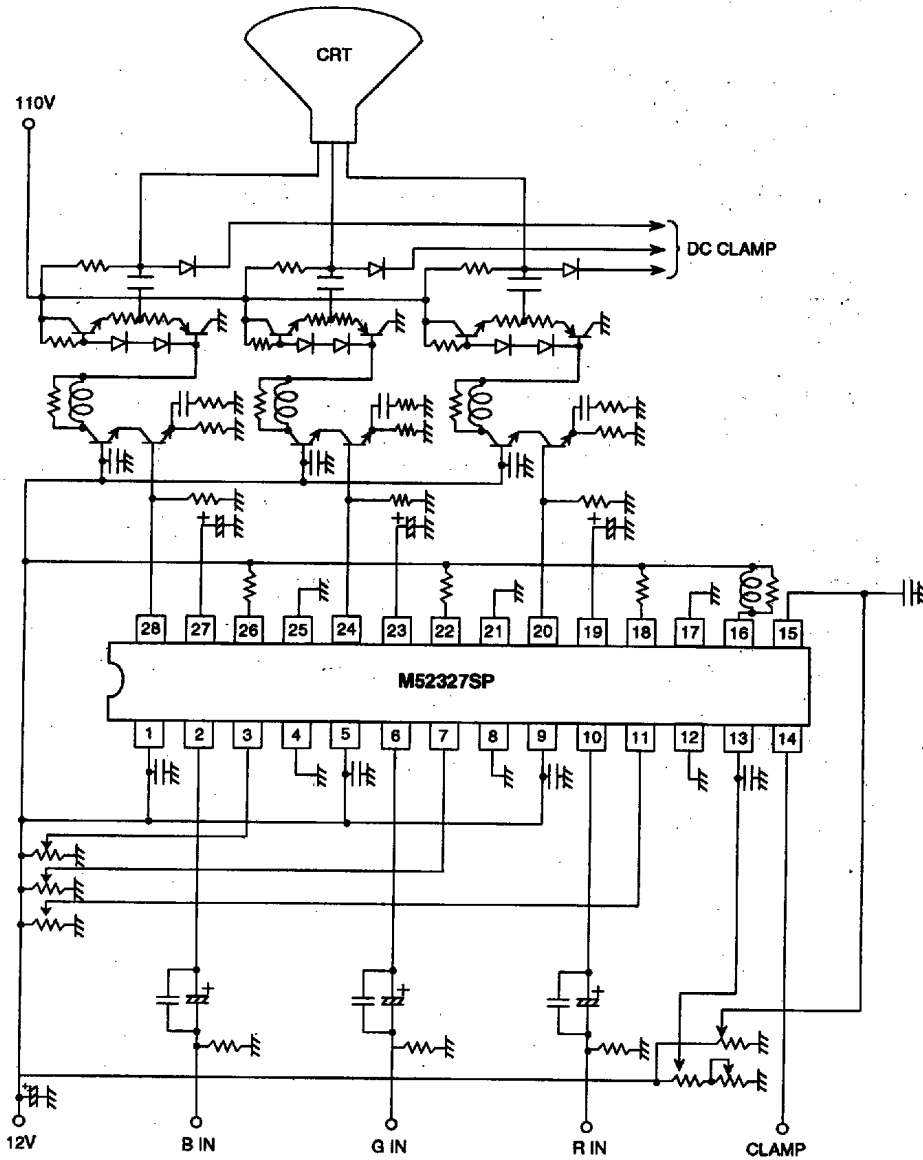 CRT
110V
DC CLAMP
+
+
+
28 27 26 25 24 23 22 21 20 19 18 17 16 15
M52327SP
1 2 3 4 5 6 7 8 9 10 11 12 13 14
+
+
+
+
12V
B IN
G IN
R IN
CLAMP